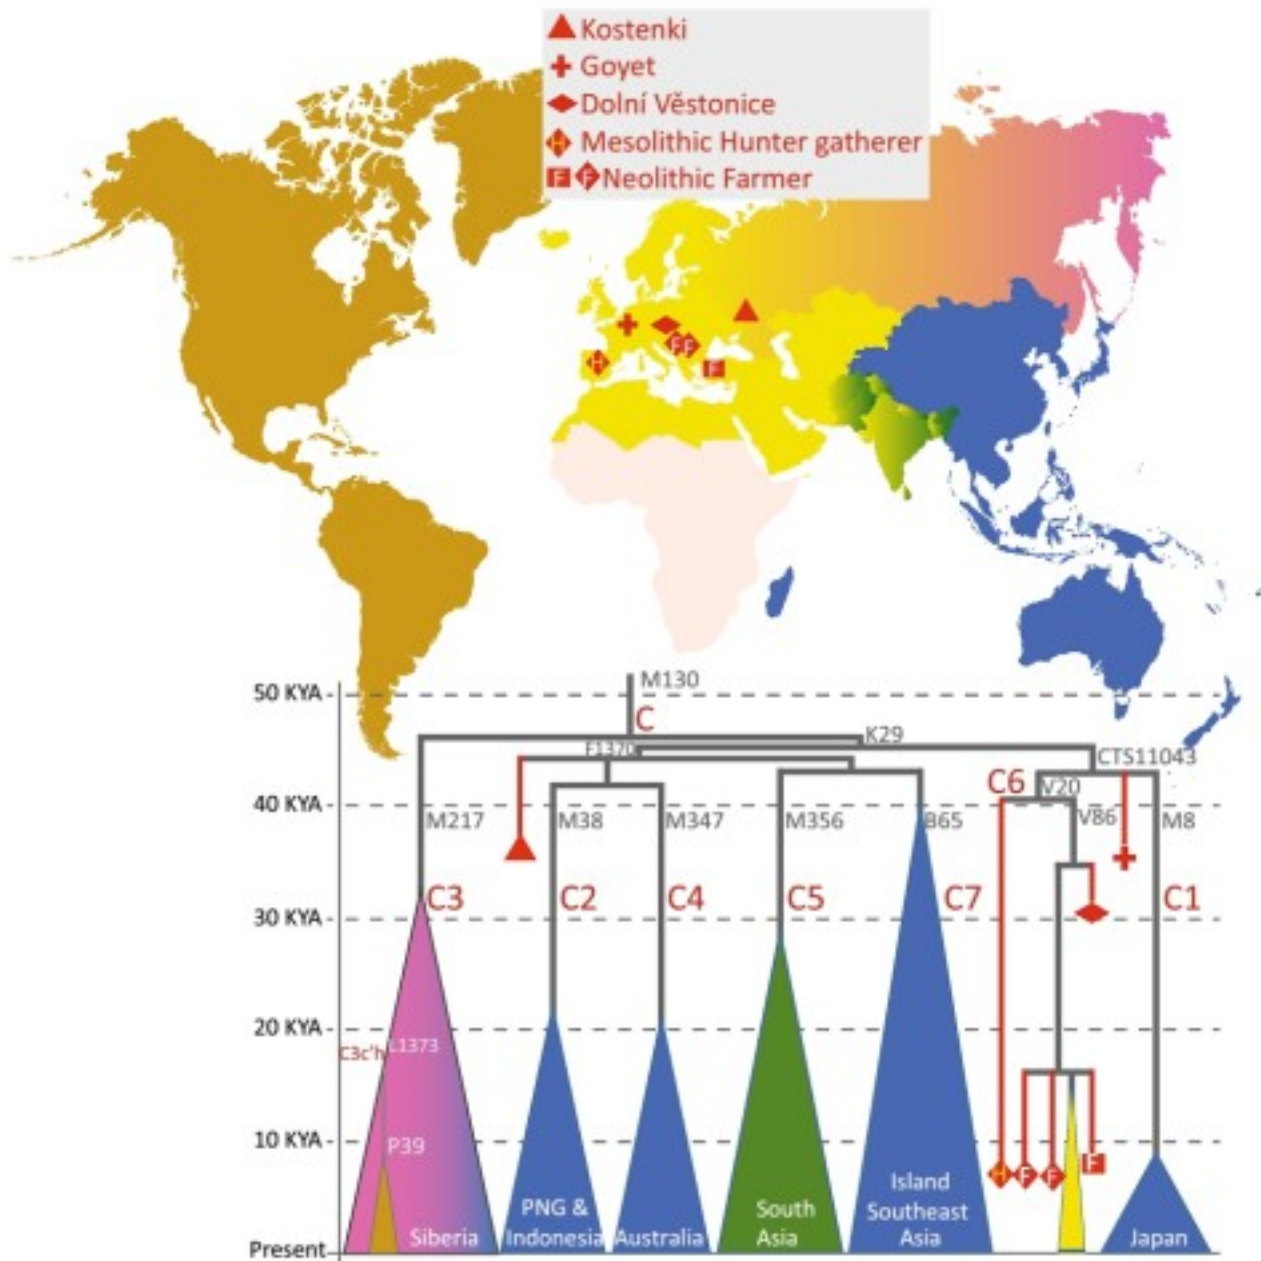 Kostenki
Goyet
Dolní Věstonice
H Mesolithic Hunter gatherer
F F Neolithic Farmer
H
F F
F
50 KYA
M130
C
K29
F1370
CTS11043
C6
V20
40 KYA
M217
M38
M347
M356
B65
V86
M8
C3
C2
C4
C5
C7
C1
30 KYA
20 KYA
C3c'h
L1373
10 KYA
P39
H F F F
Siberia
PNG &
Indonesia
Australia
South
Asia
Island
Southeast
Asia
Japan
Present